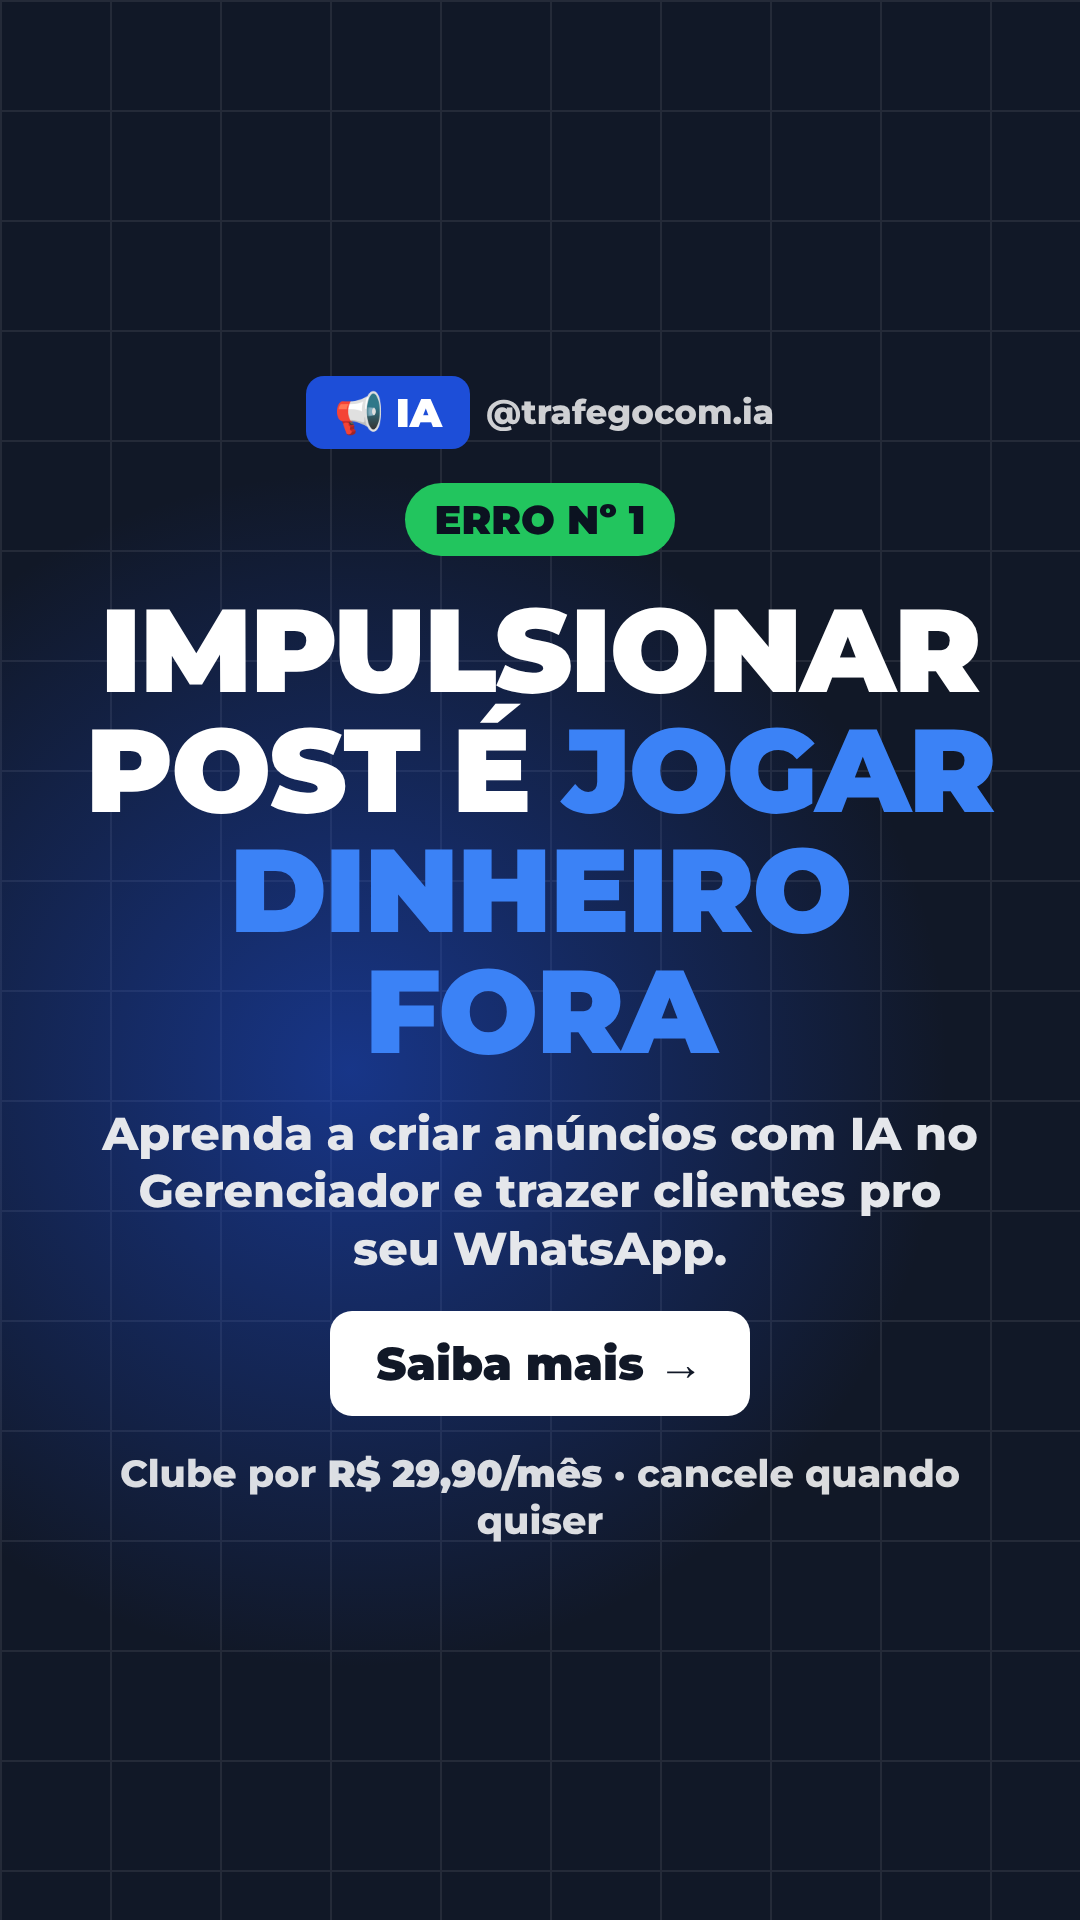 📢 IA @trafegocom.ia
ERRO Nº 1
IMPULSIONAR
POST É JOGAR
DINHEIRO
FORA
Aprenda a criar anúncios com IA no
Gerenciador e trazer clientes pro
seu WhatsApp.
Saiba mais →
Clube por R$ 29,90/mês · cancele quando
quiser